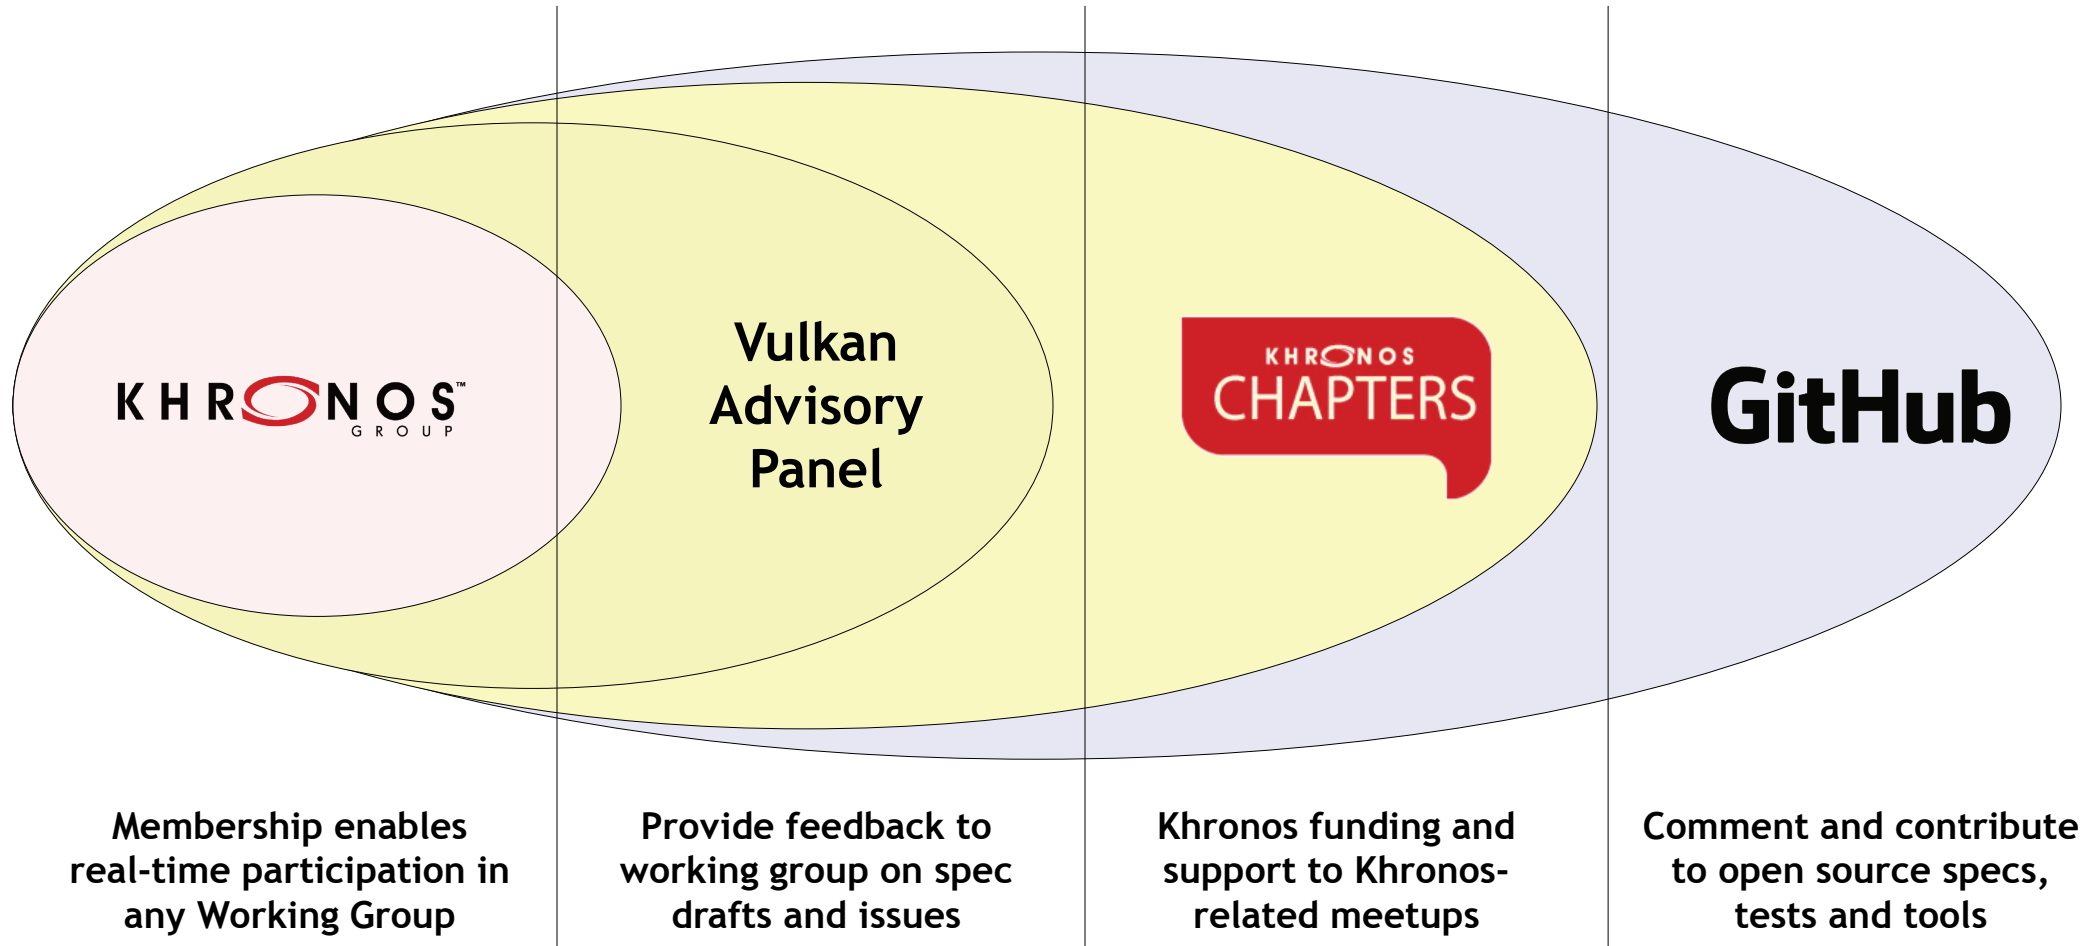 KHRONOS™
GROUP
Vulkan
Advisory
Panel
KHRONOS
CHAPTERS
GitHub
Membership enables
real-time participation in
any Working Group
Provide feedback to
working group on spec
drafts and issues
Khronos funding and
support to Khronos-
related meetups
Comment and contribute
to open source specs,
tests and tools